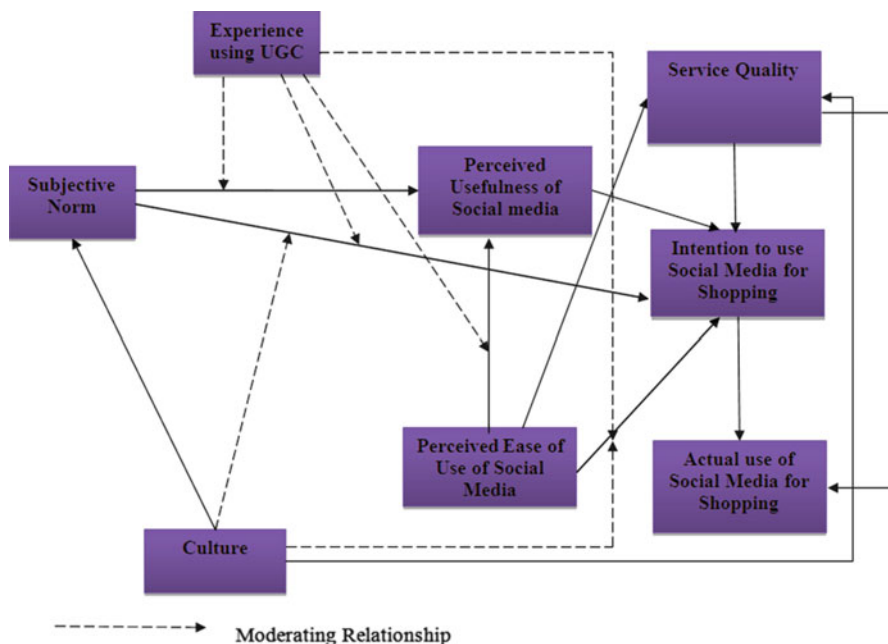 Experience
using UGC
Service Quality
Perceived
Usefulness of
Social media
Subjective
Norm
Intention to use
Social Media for
Shopping
Perceived Ease of
Use of Social
Media
Actual use of
Social Media for
Shopping
Culture
Moderating Relationship